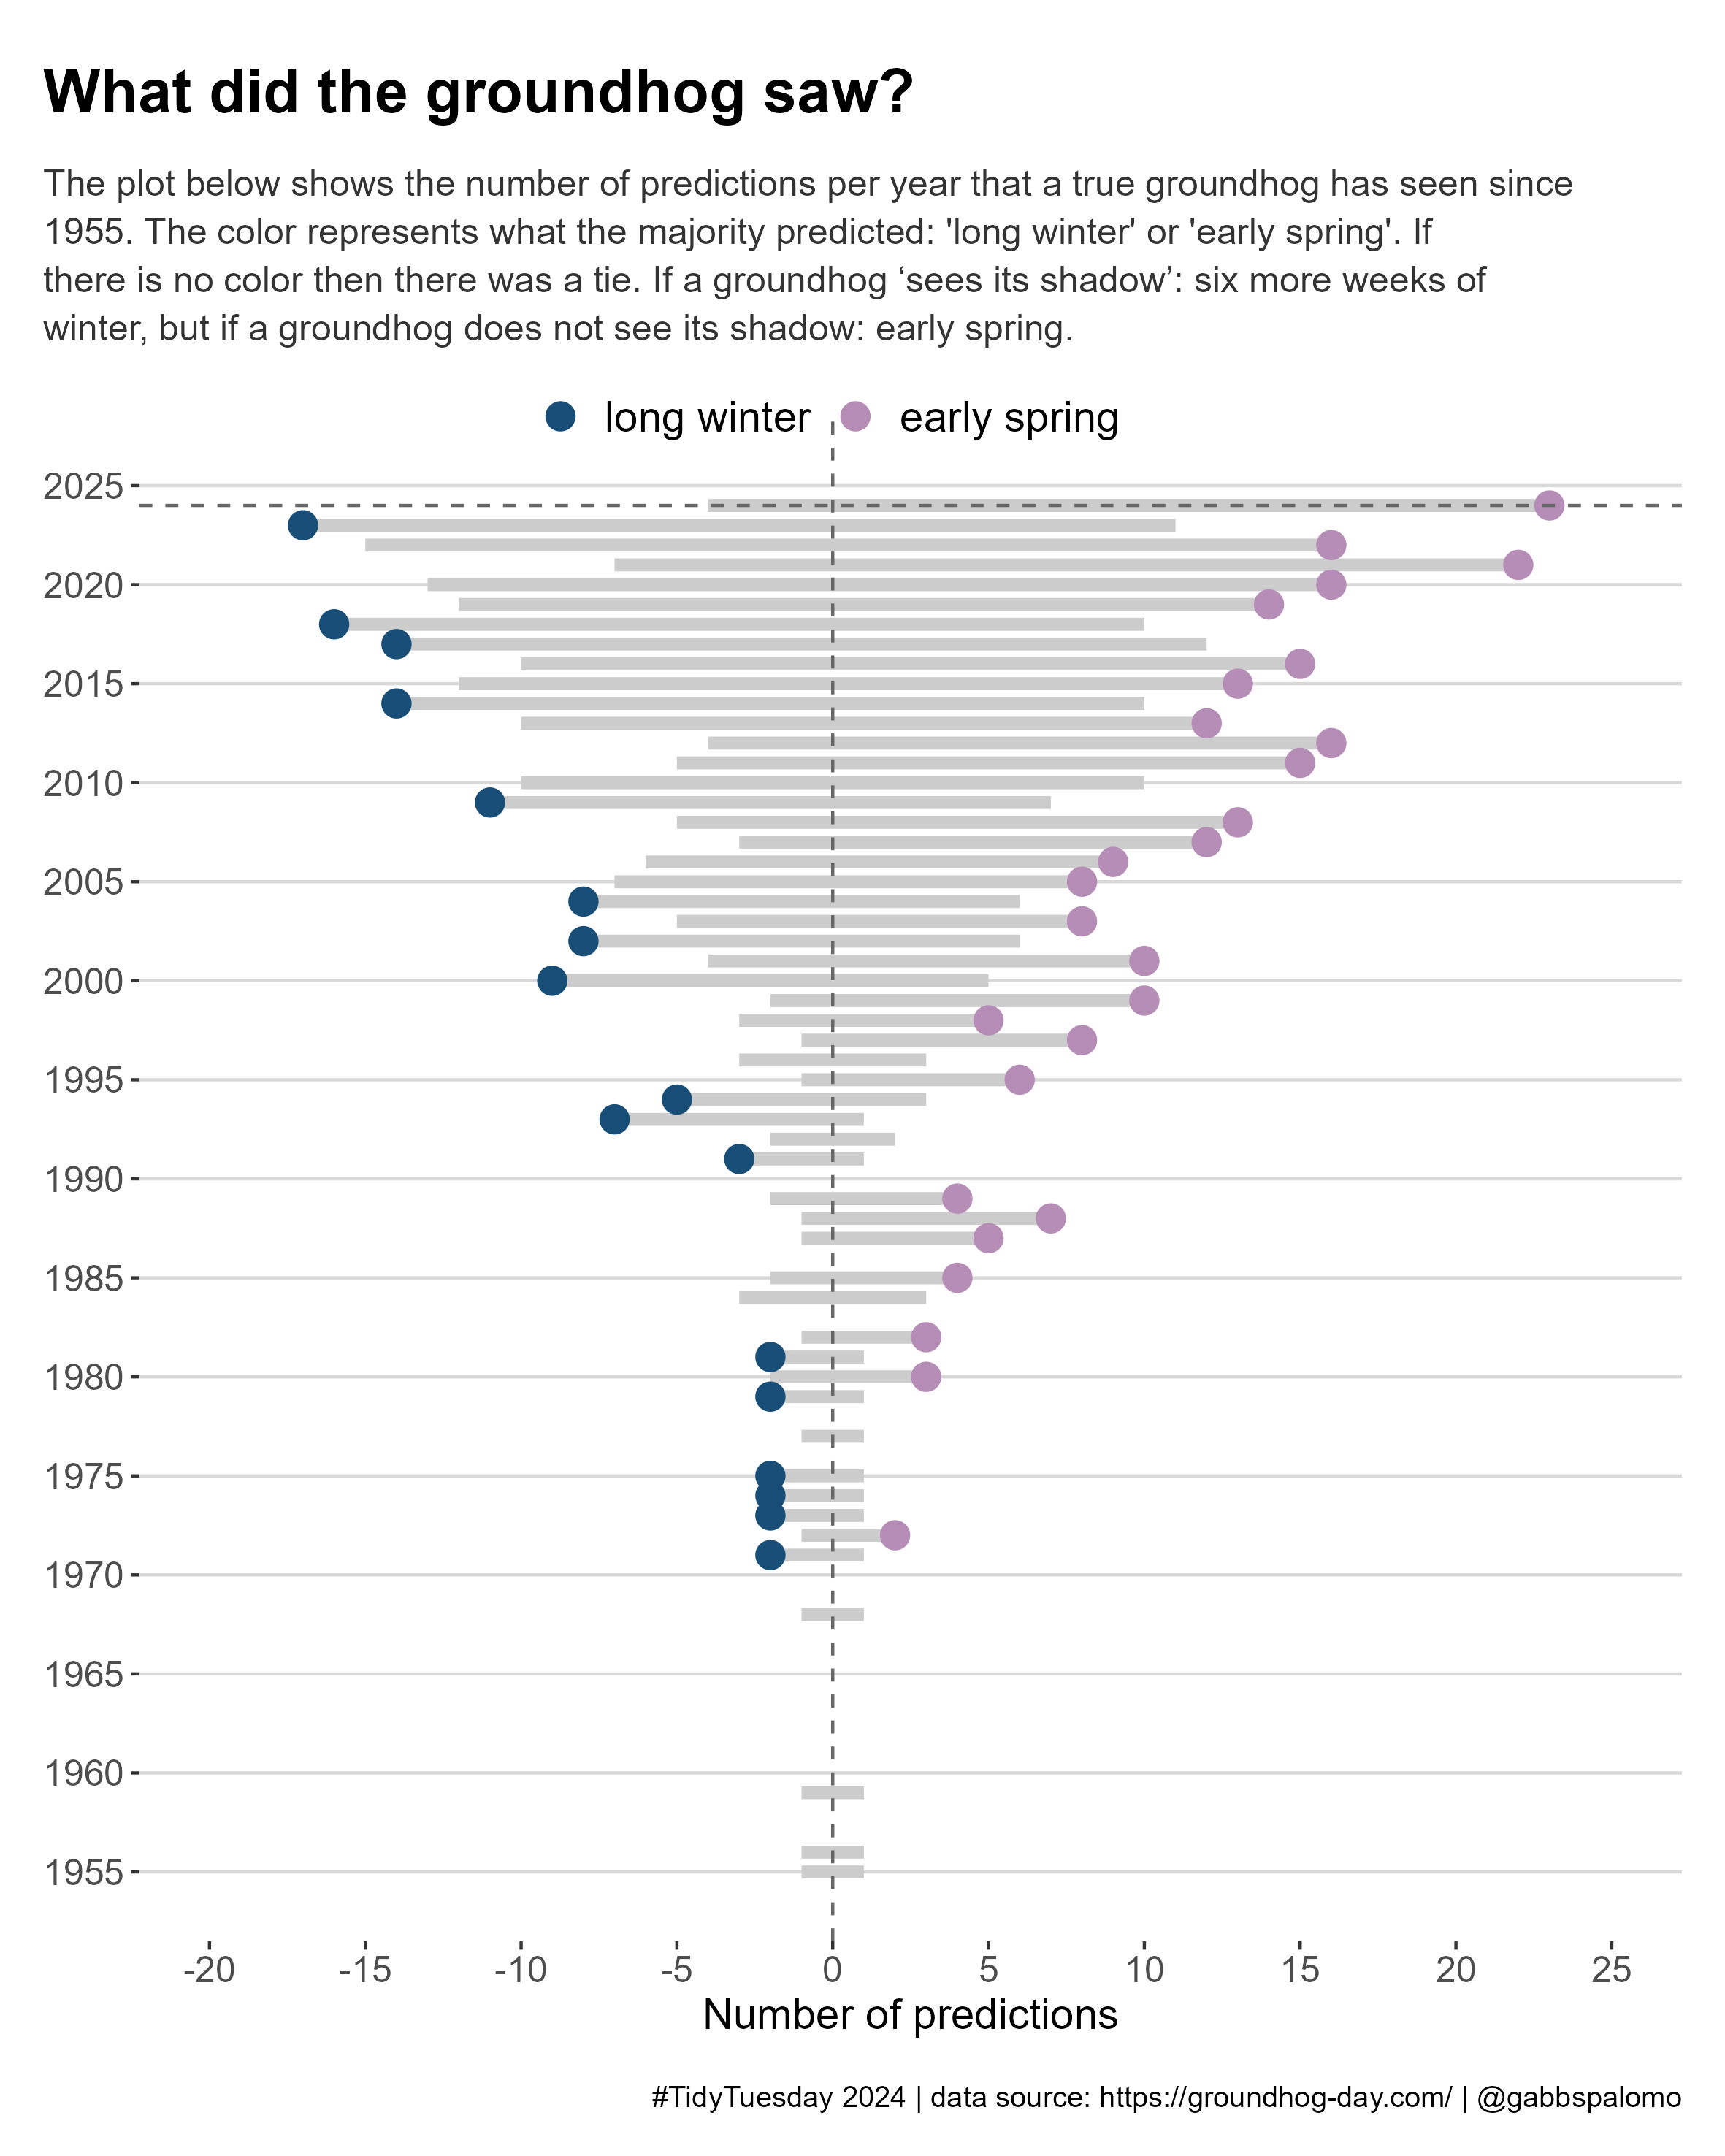 What did the groundhog saw?
The plot below shows the number of predictions per year that a true groundhog has seen since
1955. The color represents what the majority predicted: 'long winter' or 'early spring'. If
there is no color then there was a tie. If a groundhog ‘sees its shadow’: six more weeks of
winter, but if a groundhog does not see its shadow: early spring.
long winter early spring
2025
2020
2015
2010
2005
2000
1995
1990
1985
1980
1975
1970
1965
1960
1955
-20 -15 -10 -5 0 5 10 15 20 25
Number of predictions
#TidyTuesday 2024 | data source: https://groundhog-day.com/ | @gabbspalomo